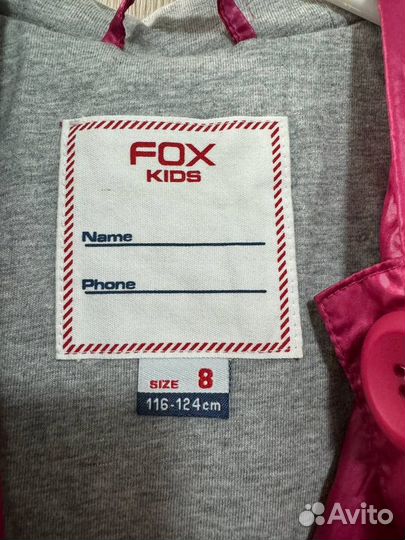 FOX
KIDS
Name
Phone
SIZE 8
116-124cm
Avito